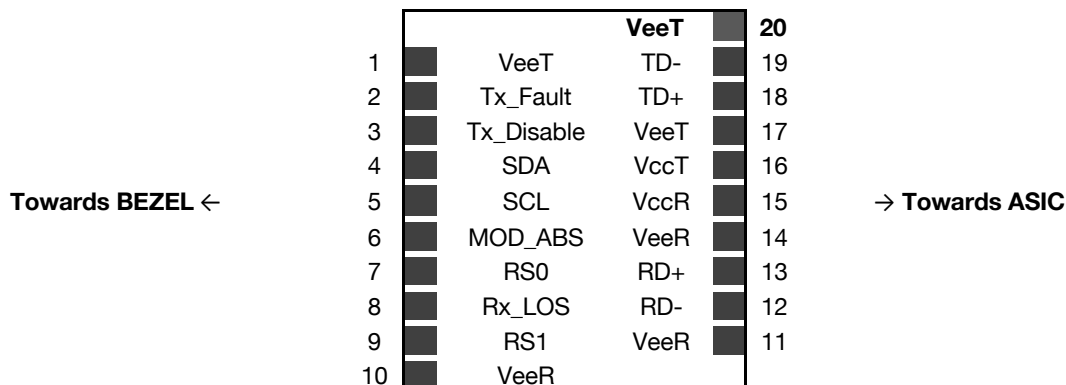 VeeT 20
1 VeeT TD- 19
2 Tx_Fault TD+ 18
3 Tx_Disable VeeT 17
4 SDA VccT 16
Towards BEZEL ← 5 SCL VccR 15 → Towards ASIC
6 MOD_ABS VeeR 14
7 RS0 RD+ 13
8 Rx_LOS RD- 12
9 RS1 VeeR 11
10 VeeR